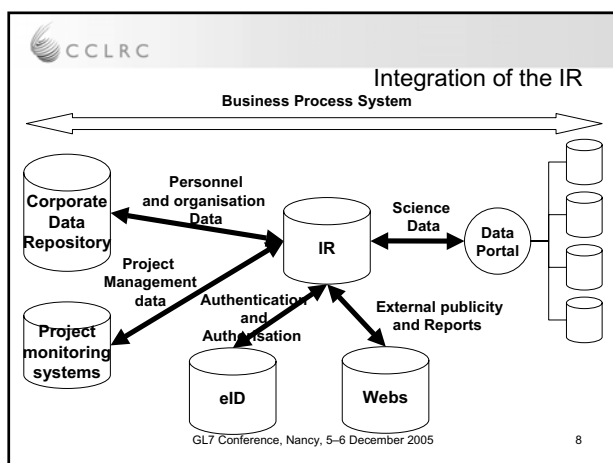 CCLRC
Integration of the IR
Business Process System
Corporate
Data
Repository
Personnel
and organisation
Data
IR
Science
Data
Data
Portal
Project
Management
data
Authentication
and
Authorisation
External publicity
and Reports
Project
monitoring
systems
eID
Webs
GL7 Conference, Nancy, 5–6 December 2005
8